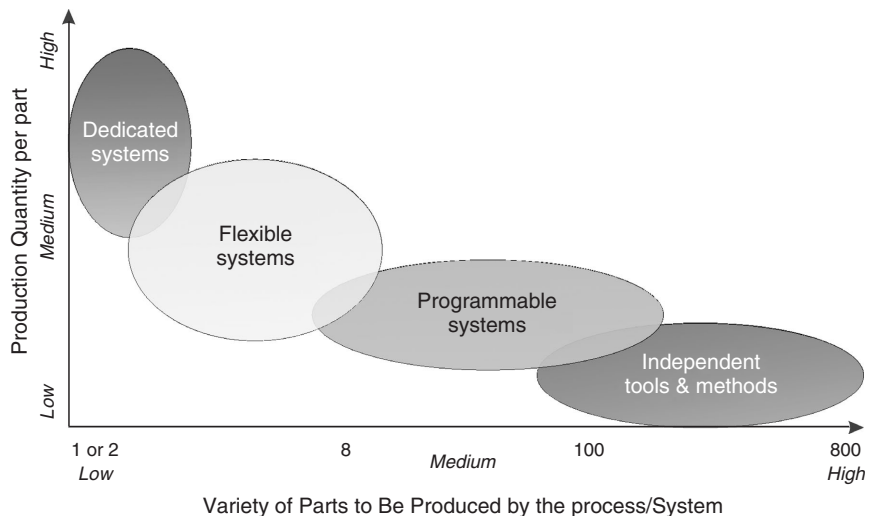 Production Quantity per part
High
Medium
Low
Dedicated
systems
Flexible
systems
Programmable
systems
Independent
tools & methods
1 or 2
8
100
800
Low
Medium
High
Variety of Parts to Be Produced by the process/System